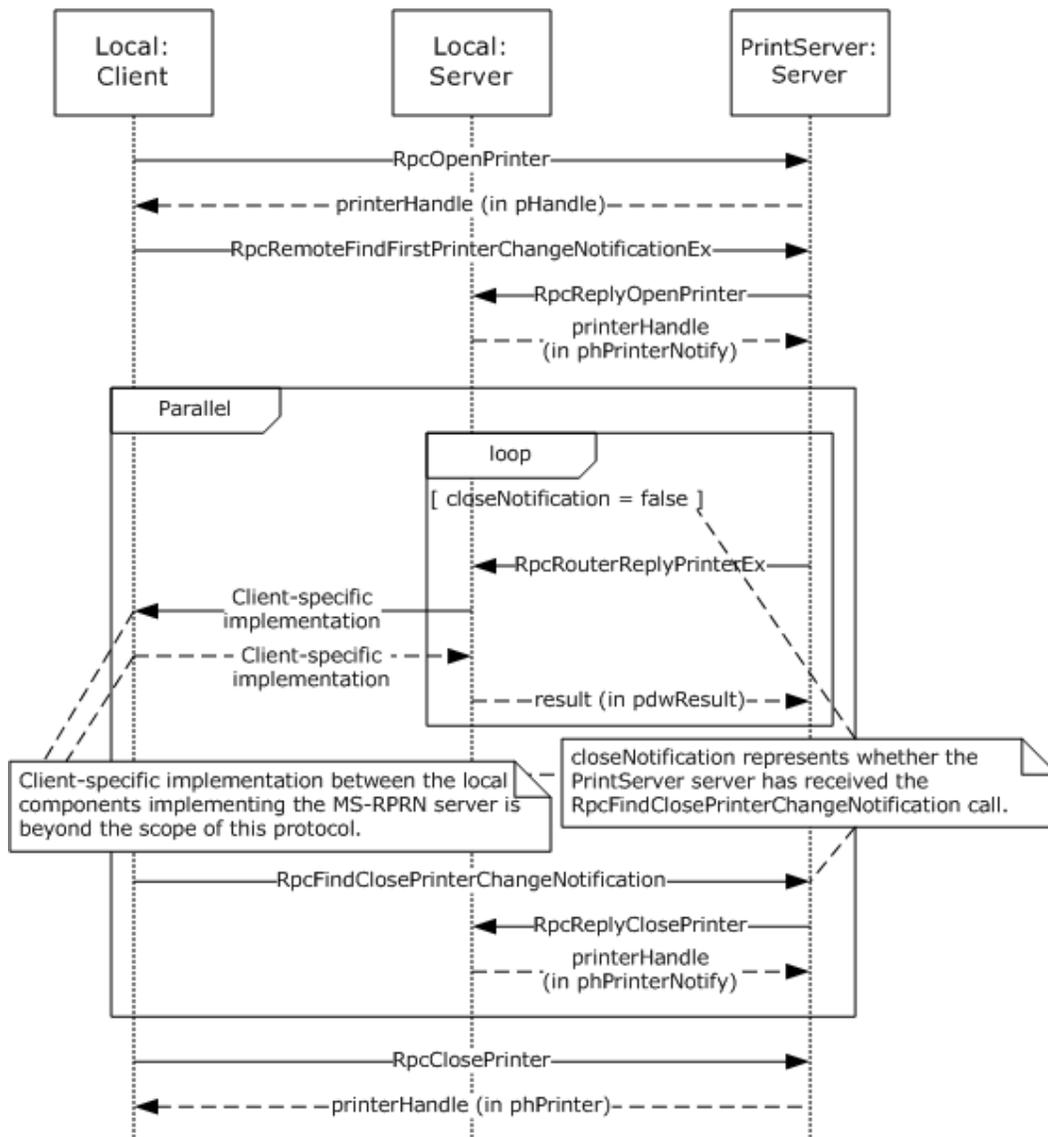 Local:
Client
Local:
Server
PrintServer:
Server
RpcOpenPrinter
printerHandle (in pHandle)
RpcRemoteFindFirstPrinterChangeNotificationEx
RpcReplyOpenPrinter
printerHandle
(in phPrinterNotify)
Parallel
loop
[ closeNotification = false ]
RpcRouterReplyPrinterEx
Client-specific
implementation
Client-specific
implementation
result (in pdwResult)
Client-specific implementation between the local
components implementing the MS-RPRN server is
beyond the scope of this protocol.
closeNotification represents whether the
PrintServer server has received the
RpcFindClosePrinterChangeNotification call.
RpcFindClosePrinterChangeNotification
RpcReplyClosePrinter
printerHandle
(in phPrinterNotify)
RpcClosePrinter
printerHandle (in phPrinter)